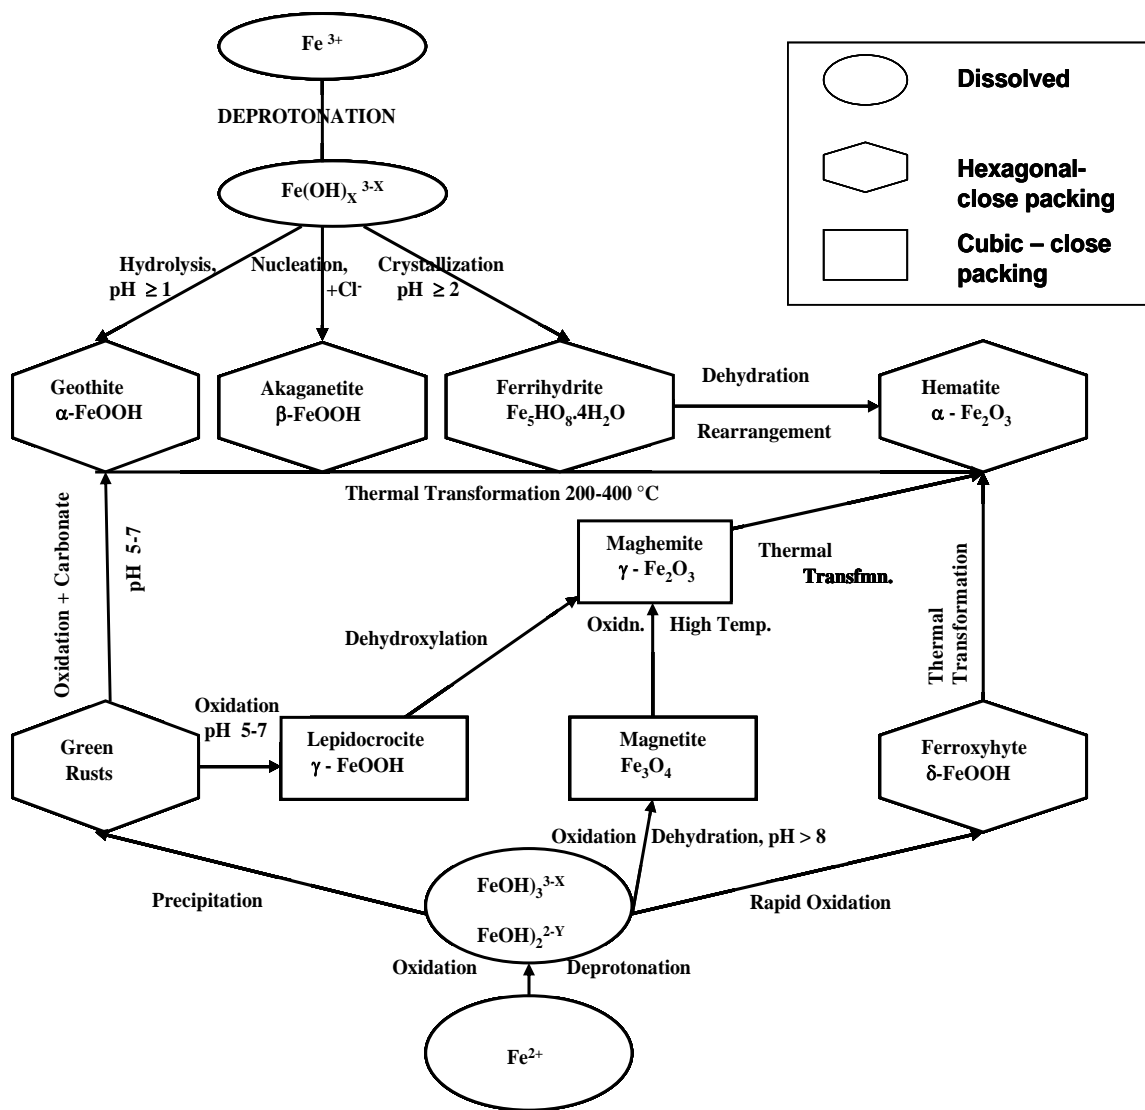 Fe 3+
DEPROTONATION
Fe(OH)X 3-X
Dissolved
Hexagonal-
close packing
Cubic – close
packing
Hydrolysis,
pH ≥ 1
Nucleation,
+Cl-
Crystallization
pH ≥ 2
Geothite
α-FeOOH
Akaganetite
β-FeOOH
Ferrihydrite
Fe5HO8.4H2O
Dehydration
Rearrangement
Hematite
α - Fe2O3
Thermal Transformation 200-400 °C
Oxidation + Carbonate
pH 5-7
Maghemite
γ - Fe2O3
Thermal
Transfmn.
Dehydroxylation
Oxidn. High Temp.
Thermal
Transformation
Oxidation
pH 5-7
Green
Rusts
Lepidocrocite
γ - FeOOH
Magnetite
Fe3O4
Ferroxyhyte
δ-FeOOH
Oxidation Dehydration, pH > 8
Precipitation
FeOH)3 3-X
FeOH)2 2-Y
Rapid Oxidation
Oxidation Deprotonation
Fe2+